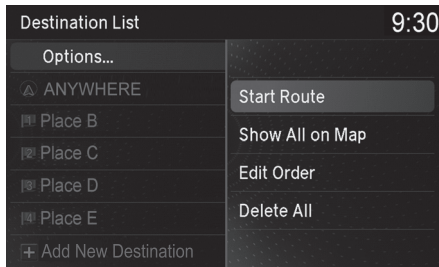 Destination List
9:30
Options...
ANYWHERE
Place B
Place C
Place D
Place E
Add New Destination
Start Route
Show All on Map
Edit Order
Delete All